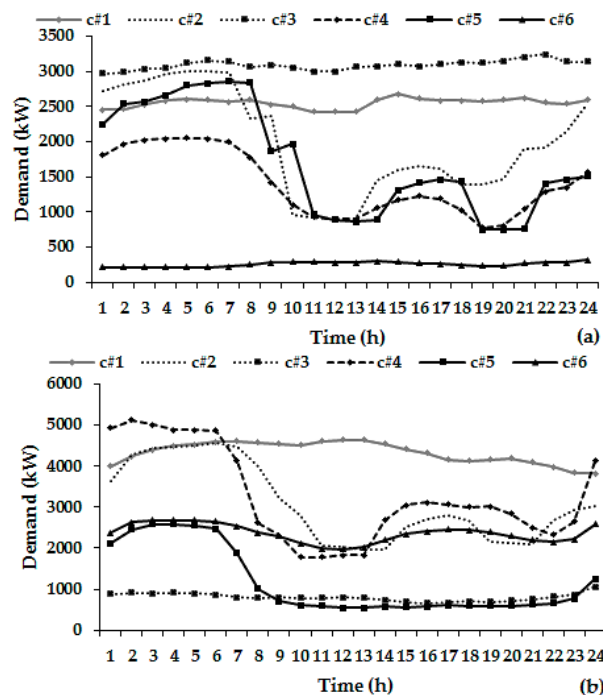 c#1 c#2 c#3 c#4 c#5 c#6
3500
3000
2500
2000
1500
1000
500
0
Demand (kW)
1 2 3 4 5 6 7 8 9 10 11 12 13 14 15 16 17 18 19 20 21 22 23 24
Time (h)
(a)
c#1 c#2 c#3 c#4 c#5 c#6
6000
5000
4000
3000
2000
1000
0
Demand (kW)
1 2 3 4 5 6 7 8 9 10 11 12 13 14 15 16 17 18 19 20 21 22 23 24
Time (h)
(b)